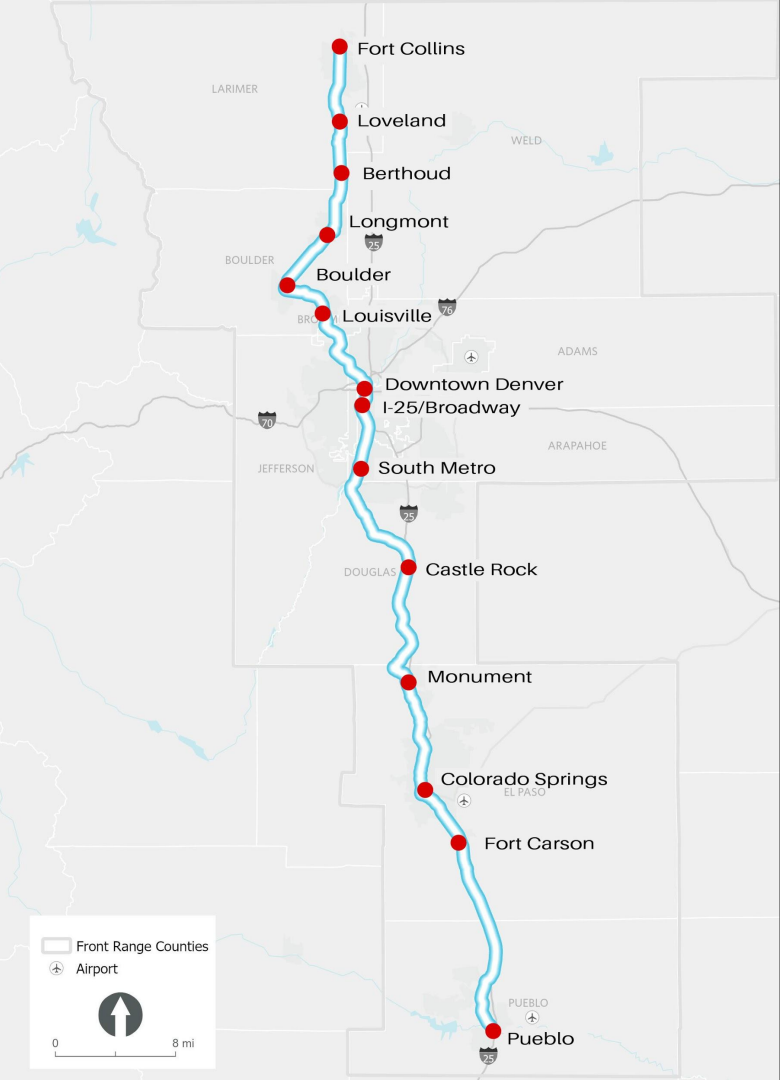 Fort Collins
LARIMER
Loveland
WELD
Berthoud
Longmont
25
BOULDER
Boulder
76
BROOM
Louisville
ADAMS
Downtown Denver
I-25/Broadway
70
ARAPAHOE
JEFFERSON
South Metro
25
DOUGLAS
Castle Rock
Monument
Colorado Springs
EL PASO
Fort Carson
Front Range Counties
Airport
PUEBLO
Pueblo
25
0
8 mi